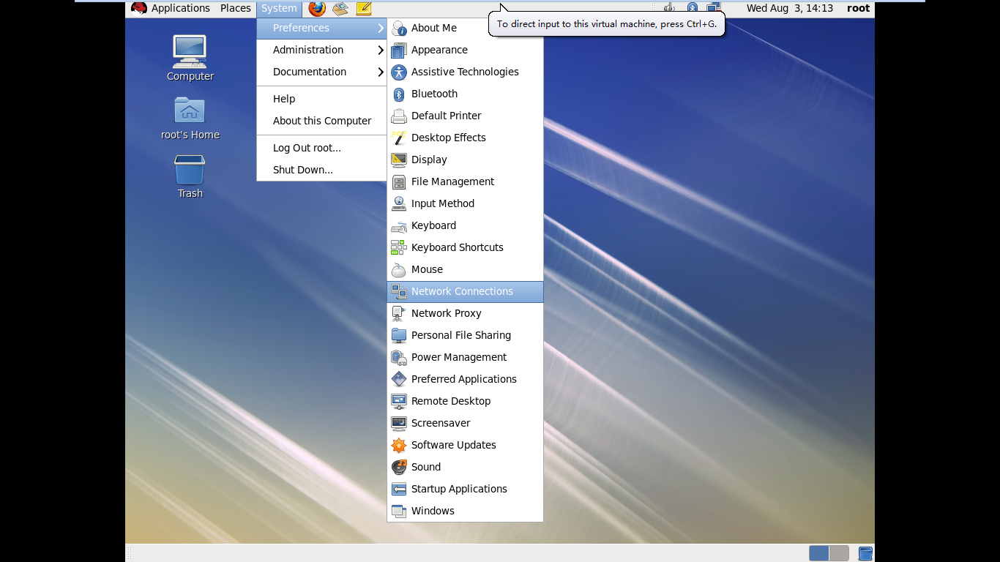 Applications Places System
Wed Aug 3, 14:13 root
To direct input to this virtual machine, press Ctrl+G.
Computer
root's Home
Trash
Preferences
Administration
Documentation
Help
About this Computer
Log Out root...
Shut Down...
About Me
Appearance
Assistive Technologies
Bluetooth
Default Printer
Desktop Effects
Display
File Management
Input Method
Keyboard
Keyboard Shortcuts
Mouse
Network Connections
Network Proxy
Personal File Sharing
Power Management
Preferred Applications
Remote Desktop
Screensaver
Software Updates
Sound
Startup Applications
Windows